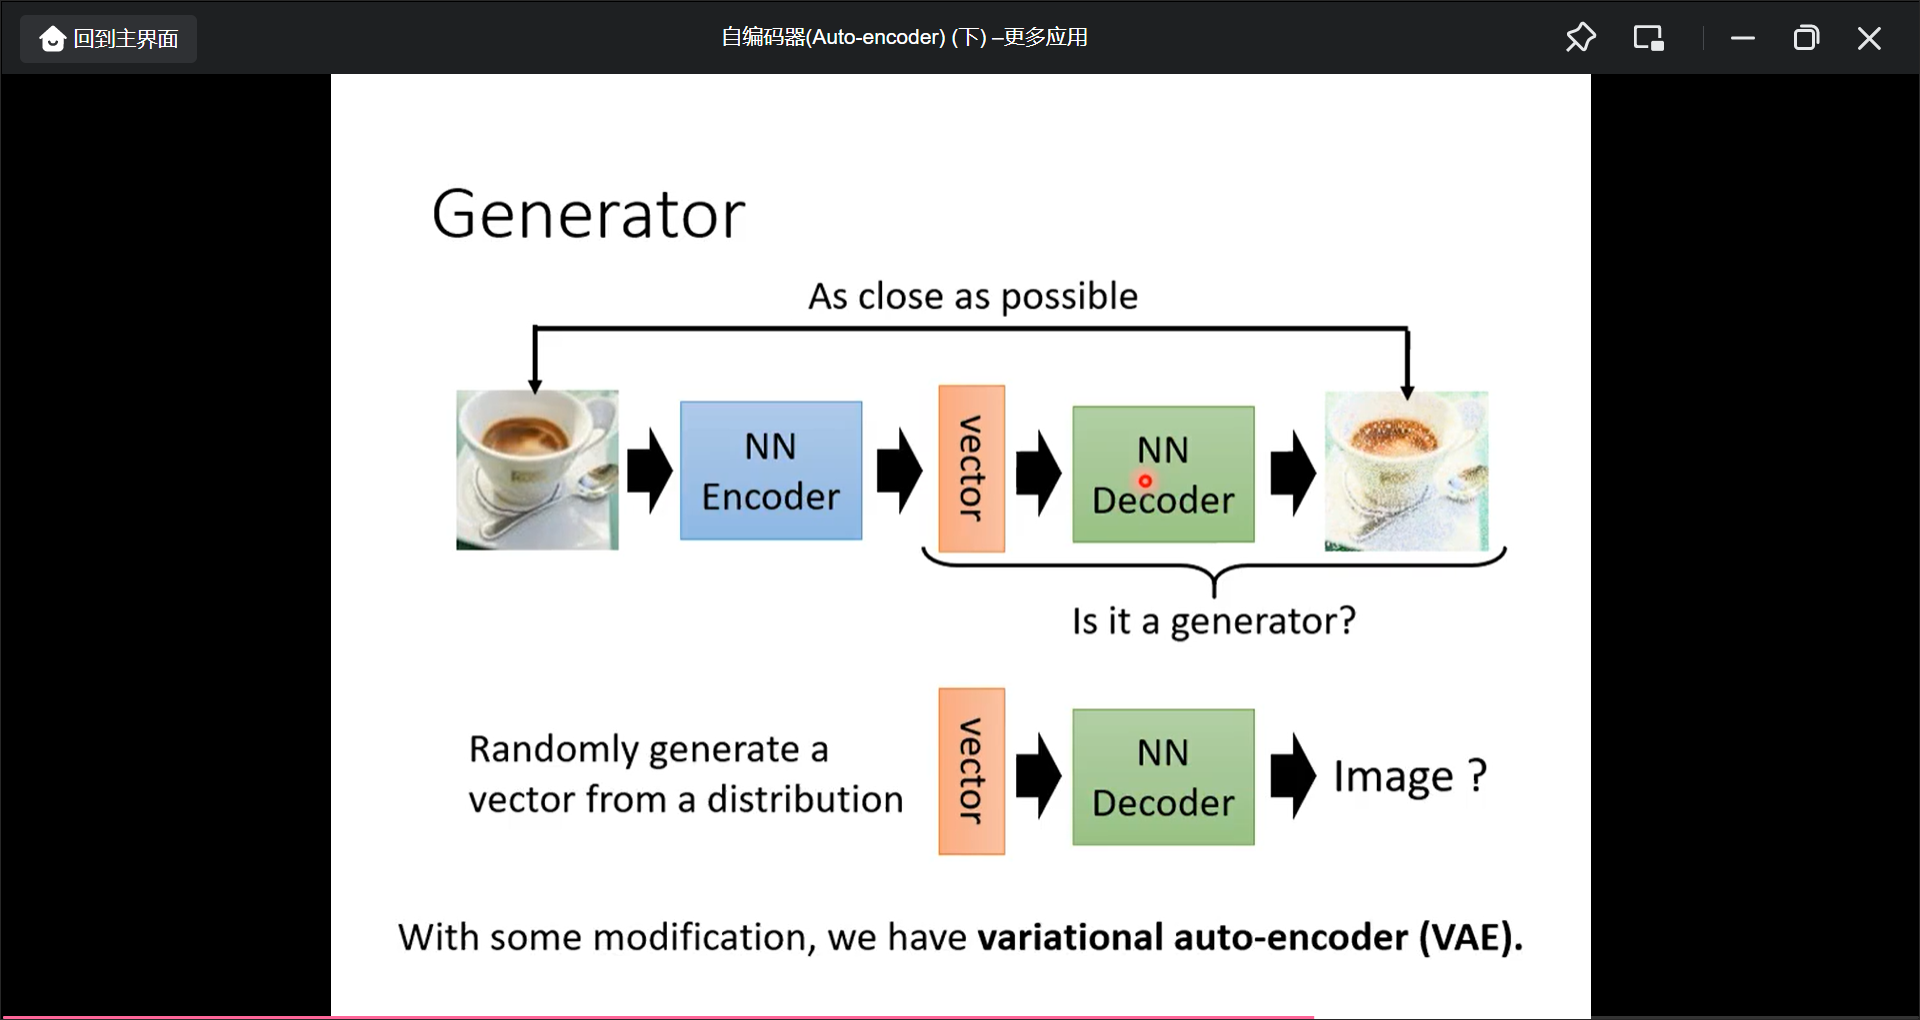 回到主界面
自编码器(Auto-encoder) (下) –更多应用
Generator
As close as possible
NN
Encoder
vector
NN
Decoder
Is it a generator?
Randomly generate a
vector from a distribution
vector
NN
Decoder
Image ?
With some modification, we have variational auto-encoder (VAE).